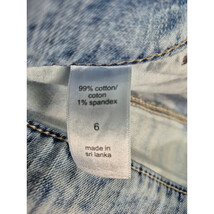 99% cotton/
coton
1% spandex
6
made in
sri lanka